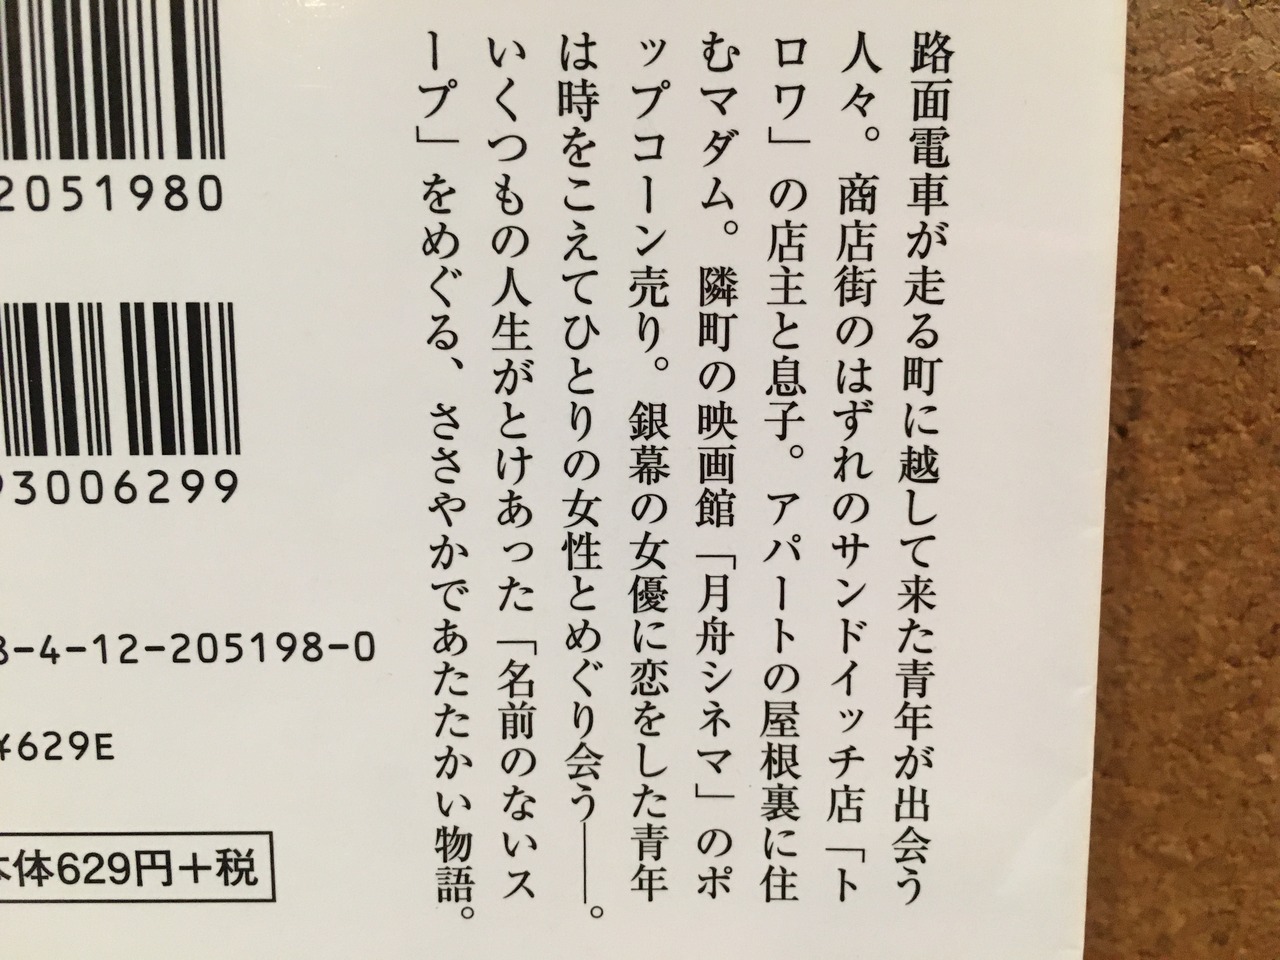 路面電車が走る町に越して来た青年が出会う
人々。商店街のはずれのサンドイッチ店「ト
ロワ」の店主と息子。アパートの屋根裏に住
むマダム。隣町の映画館「月舟シネマ」のポ
ップコーン売り。銀幕の女優に恋をした青年
は時をこえてひとりの女性とめぐり会う――。
いくつもの人生がとけあった「名前のないス
ープ」をめぐる、ささやかであたたかい物語。
2051980
93006299
8-4-12-205198-0
¥629E
本体629円+税